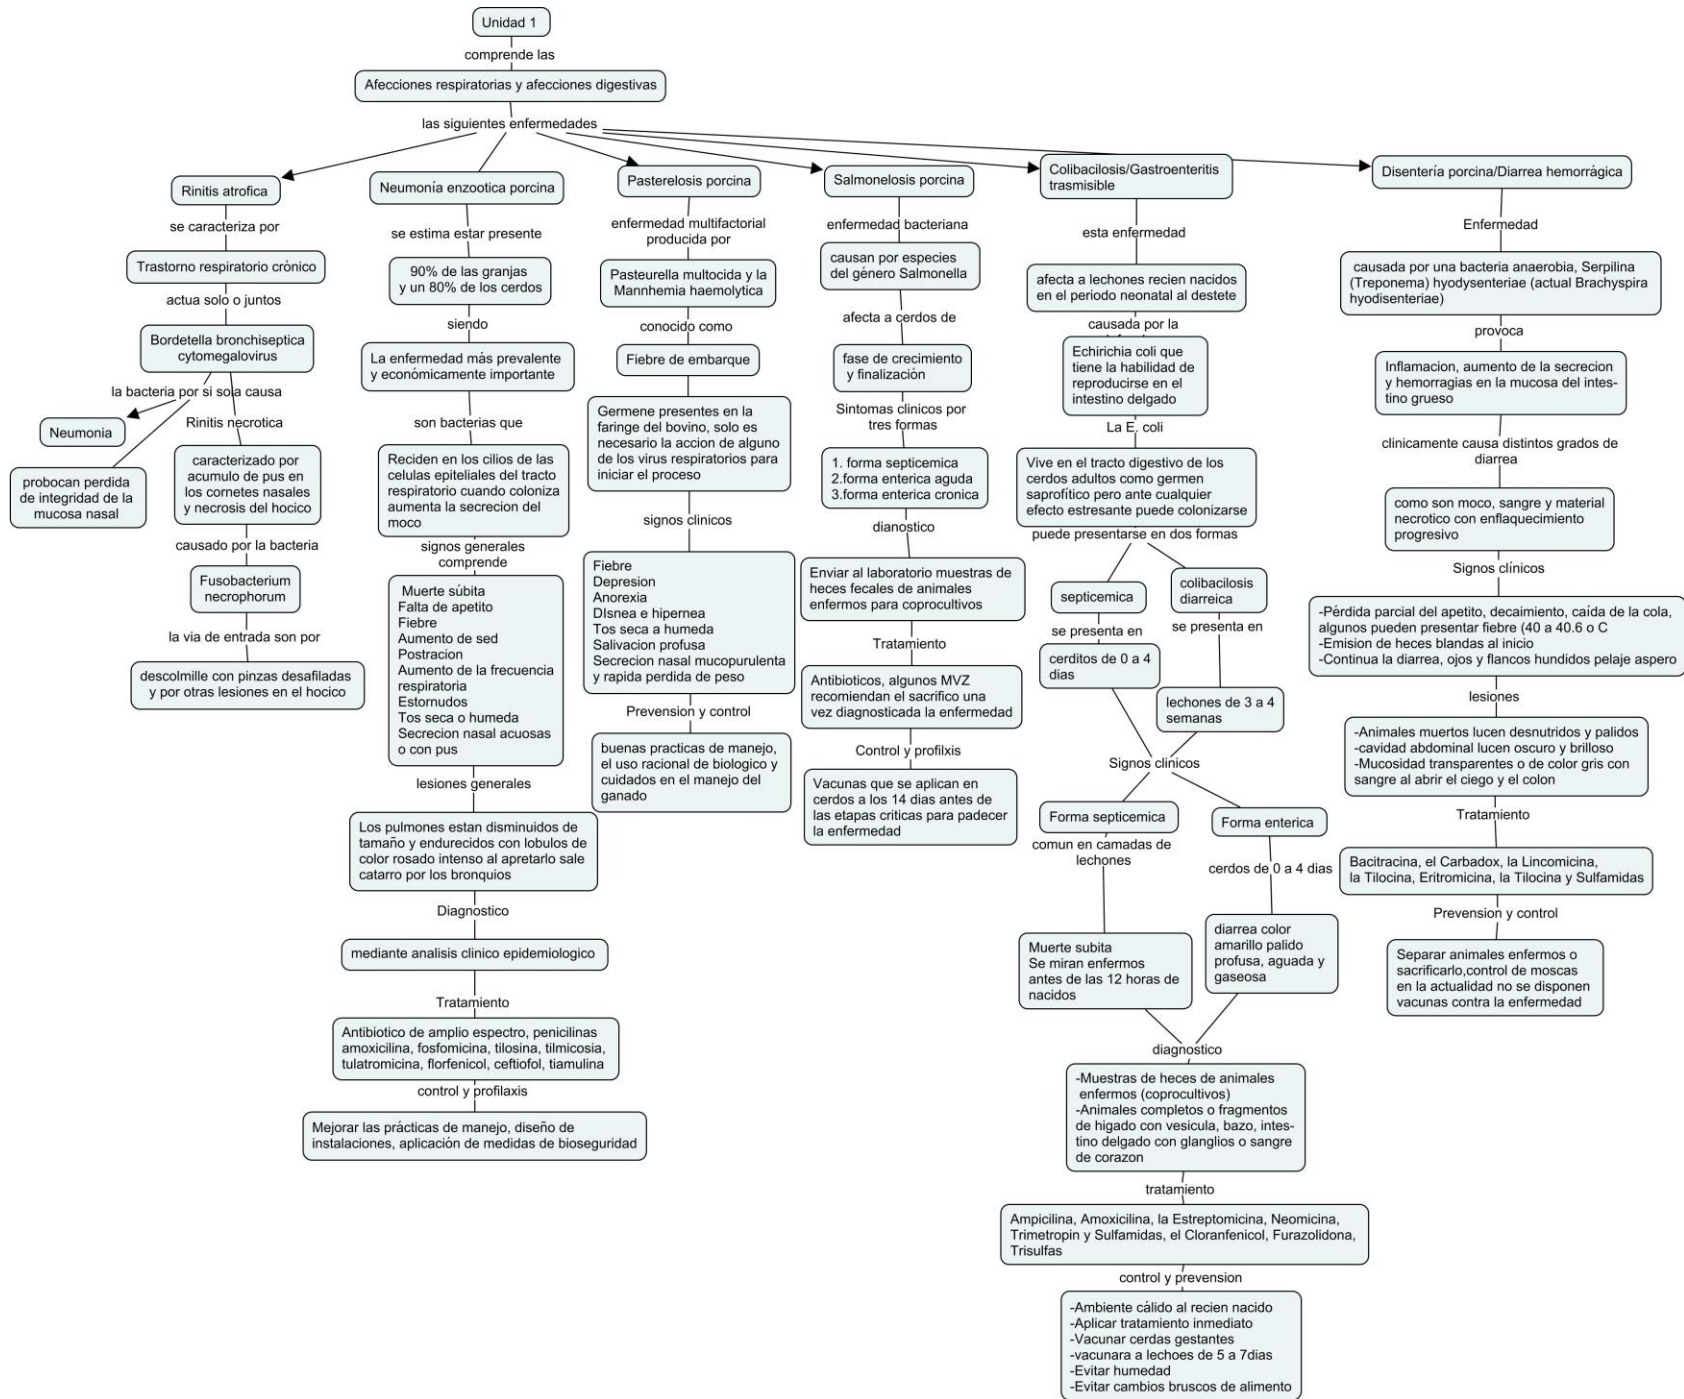 Unidad 1
comprende las
Afecciones respiratorias y afecciones digestivas
las siguientes enfermedades
Rinitis atrofica
se caracteriza por
Trastorno respiratorio crónico
actua solo o juntos
Bordetella bronchiseptica
cytomegalovirus
la bacteria por si sola causa
Neumonia
probocan perdida
de integridad de la
mucosa nasal
Rinitis necrotica
caracterizado por
acumulo de pus en
los cornetes nasales
y necrosis del hocico
causado por la bacteria
Fusobacterium
necrophorum
la via de entrada son por
descolmille con pinzas desafiladas
y por otras lesiones en el hocico
Neumonía enzootica porcina
se estima estar presente
90% de las granjas
y un 80% de los cerdos
siendo
La enfermedad más prevalente
y económicamente importante
son bacterias que
Reciden en los cilios de las
celulas epiteliales del tracto
respiratorio cuando coloniza
aumenta la secrecion del
moco
signos generales
comprende
Muerte súbita
Falta de apetito
Fiebre
Aumento de sed
Postracion
Aumento de la frecuencia
respiratoria
Estornudos
Tos seca o humeda
Secrecion nasal acuosas
o con pus
lesiones generales
Los pulmones estan disminuidos de
tamaño y endurecidos con lobulos de
color rosado intenso al apretarlo sale
catarro por los bronquios
Diagnostico
mediante analisis clinico epidemiologico
Tratamiento
Antibiotico de amplio espectro, penicilinas
amoxicilina, fosfomicina, tilosina, tilmicosia,
tulatromicina, florfenicol, ceftiofol, tiamulina
control y profilaxis
Mejorar las prácticas de manejo, diseño de
instalaciones, aplicación de medidas de bioseguridad
Pasterelosis porcina
enfermedad multifactorial
producida por
Pasteurella multocida y la
Mannhemia haemolytica
conocido como
Fiebre de embarque
Germene presentes en la
faringe del bovino, solo es
necesario la accion de alguno
de los virus respiratorios para
iniciar el proceso
signos clinicos
Fiebre
Depresion
Anorexia
DIsnea e hipernea
Tos seca a humeda
Salivacion profusa
Secrecion nasal mucopurulenta
y rapida perdida de peso
Prevension y control
buenas practicas de manejo,
el uso racional de biologico y
cuidados en el manejo del
ganado
Salmonelosis porcina
enfermedad bacteriana
causan por especies
del género Salmonella
afecta a cerdos de
fase de crecimiento
y finalización
Sintomas clinicos por
tres formas
1. forma septicemica
2.forma enterica aguda
3.forma enterica cronica
dianostico
Enviar al laboratorio muestras de
heces fecales de animales
enfermos para coprocultivos
Tratamiento
Antibioticos, algunos MVZ
recomiendan el sacrifico una
vez diagnosticada la enfermedad
Control y profilxis
Vacunas que se aplican en
cerdos a los 14 dias antes de
las etapas criticas para padecer
la enfermedad
Colibacilosis/Gastroenteritis
trasmisible
esta enfermedad
afecta a lechones recien nacidos
en el periodo neonatal al destete
causada por la
Echirichia coli que
tiene la habilidad de
reproducirse en el
intestino delgado
La E. coli
Vive en el tracto digestivo de los
cerdos adultos como germen
saprofítico pero ante cualquier
efecto estresante puede colonizarse
puede presentarse en dos formas
septicemica
se presenta en
cerditos de 0 a 4
dias
colibacilosis
diarreica
se presenta en
lechones de 3 a 4
semanas
Signos clinicos
Forma septicemica
comun en camadas de
lechones
Muerte subita
Se miran enfermos
antes de las 12 horas de
nacidos
Forma enterica
cerdos de 0 a 4 dias
diarrea color
amarillo palido
profusa, aguada y
gaseosa
diagnostico
-Muestras de heces de animales
enfermos (coprocultivos)
-Animales completos o fragmentos
de higado con vesicula, bazo, intes-
tino delgado con glanglios o sangre
de corazon
tratamiento
Ampicilina, Amoxicilina, la Estreptomicina, Neomicina,
Trimetropin y Sulfamidas, el Cloranfenicol, Furazolidona,
Trisulfas
control y prevension
-Ambiente cálido al recien nacido
-Aplicar tratamiento inmediato
-Vacunar cerdas gestantes
-vacunara a lechoes de 5 a 7dias
-Evitar humedad
-Evitar cambios bruscos de alimento
Disentería porcina/Diarrea hemorrágica
Enfermedad
causada por una bacteria anaerobia, Serpilina
(Treponema) hyodysenteriae (actual Brachyspira
hyodisenteriae)
provoca
Inflamacion, aumento de la secrecion
y hemorragias en la mucosa del intes-
tino grueso
clinicamente causa distintos grados de
diarrea
como son moco, sangre y material
necrotico con enflaquecimiento
progresivo
Signos clínicos
-Pérdida parcial del apetito, decaimiento, caída de la cola,
algunos pueden presentar fiebre (40 a 40.6 o C
-Emision de heces blandas al inicio
-Continua la diarrea, ojos y flancos hundidos pelaje aspero
lesiones
-Animales muertos lucen desnutridos y palidos
-cavidad abdominal lucen oscuro y brilloso
-Mucosidad transparentes o de color gris con
sangre al abrir el ciego y el colon
Tratamiento
Bacitracina, el Carbadox, la Lincomicina,
la Tilocina, Eritromicina, la Tilocina y Sulfamidas
Prevension y control
Separar animales enfermos o
sacrificarlo,control de moscas
en la actualidad no se disponen
vacunas contra la enfermedad